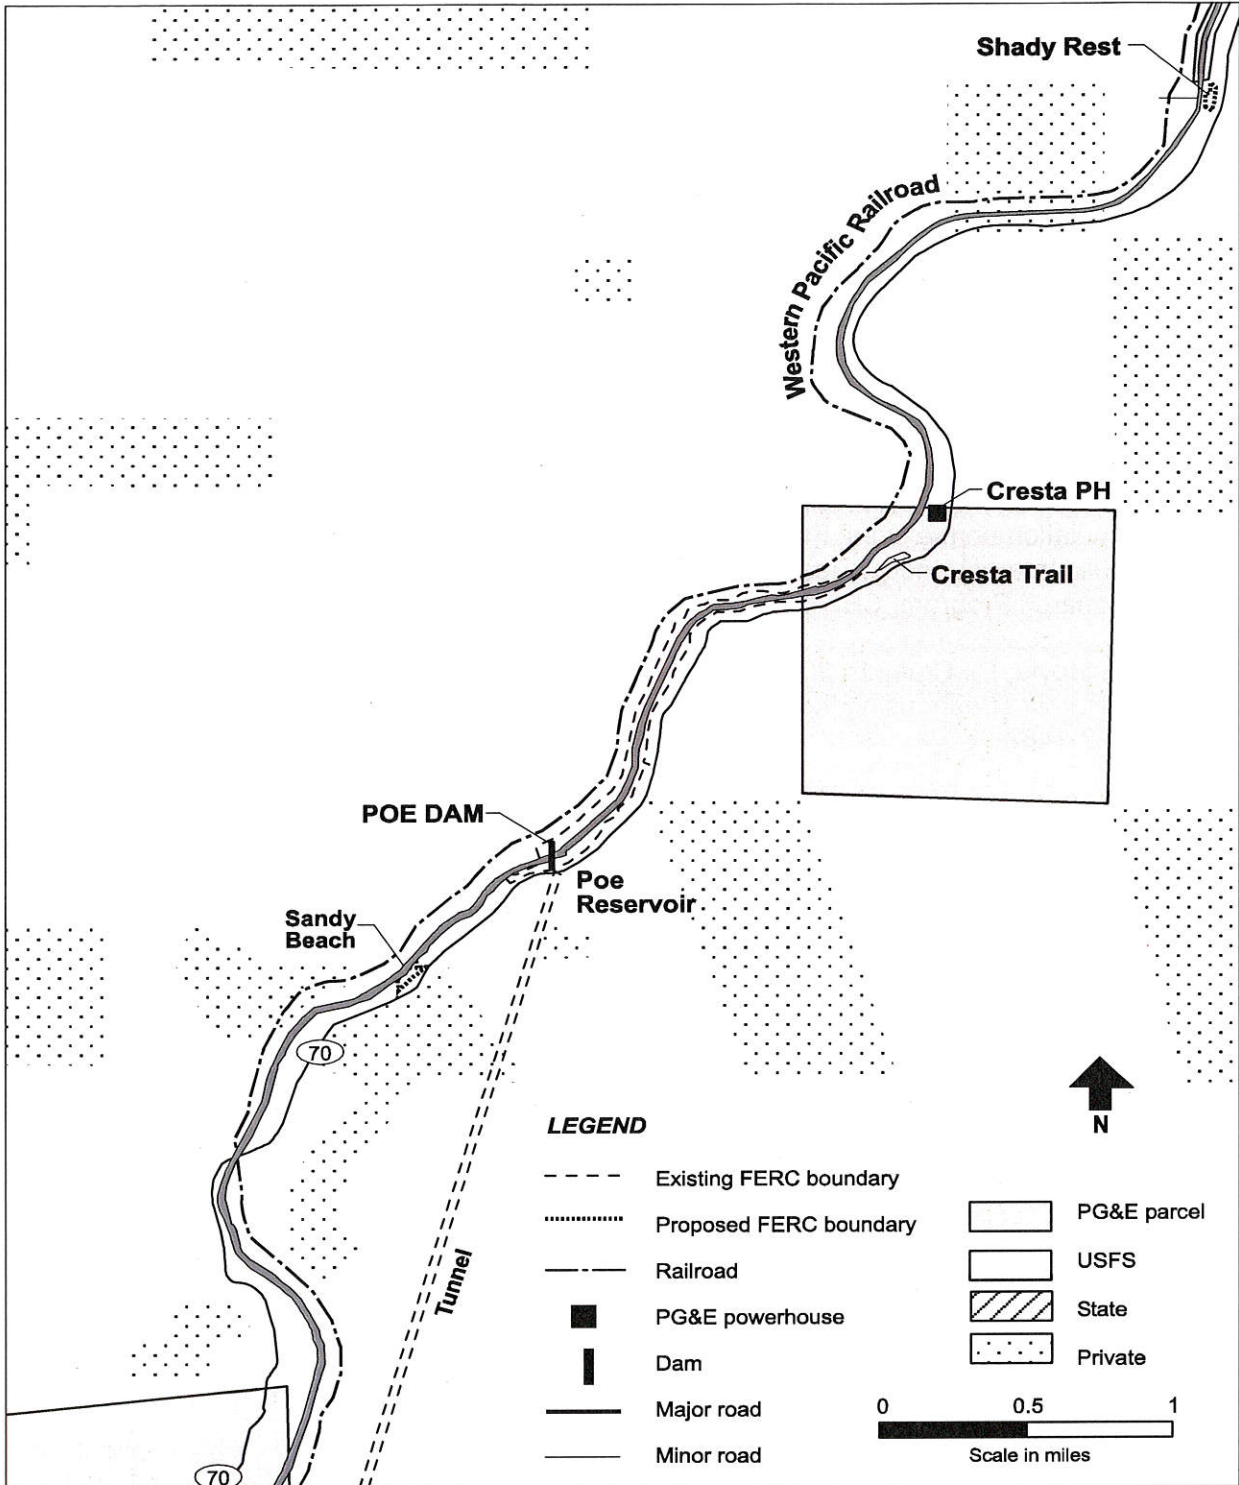 Shady Rest
Western Pacific Railroad
Cresta PH
Cresta Trail
POE DAM
Poe
Reservoir
Sandy
Beach
70
N
LEGEND
Existing FERC boundary
Proposed FERC boundary
Railroad
PG&E powerhouse
Dam
Major road
Minor road
PG&E parcel
USFS
State
Private
Tunnel
0 0.5 1
Scale in miles
70